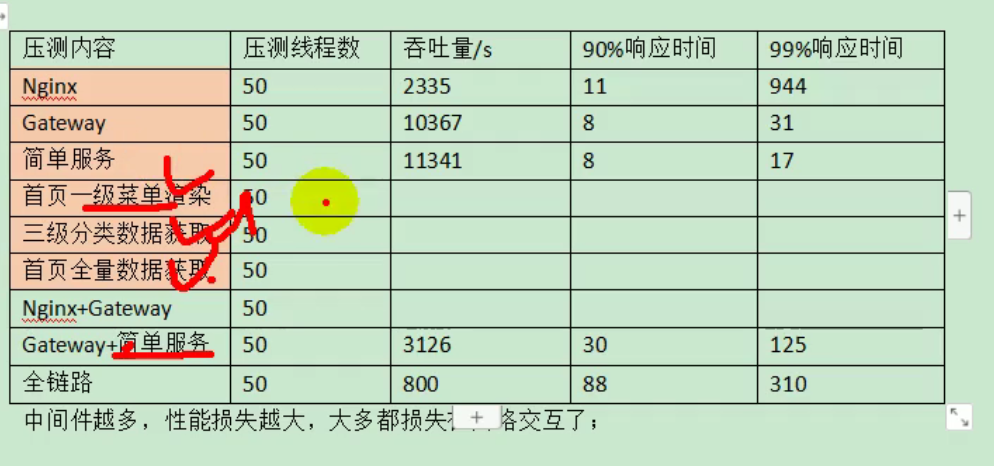 压测内容 压测线程数 吞吐量/s 90%响应时间 99%响应时间
Nginx 50 2335 11 944
Gateway 50 10367 8 31
简单服务 50 11341 8 17
首页一级菜单渲染 50
三级分类数据获取 50
首页全量数据获取 50
Nginx+Gateway 50
Gateway+简单服务 50 3126 30 125
全链路 50 800 88 310
中间件越多，性能损失越大，大多都损失 交互了；